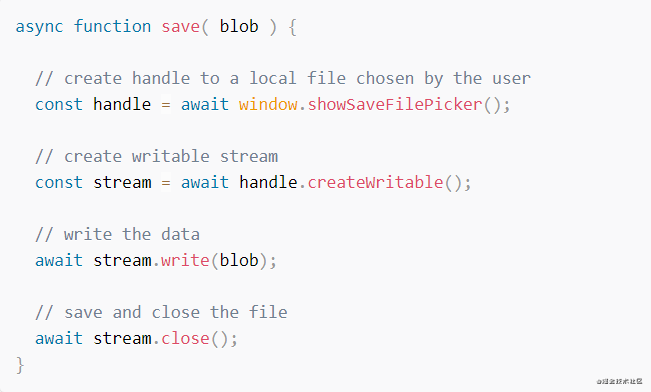 async function save( blob ) {
// create handle to a local file chosen by the user
const handle = await window.showSaveFilePicker();
// create writable stream
const stream = await handle.createWritable();
// write the data
await stream.write(blob);
// save and close the file
await stream.close();
}
@掘金技术社区